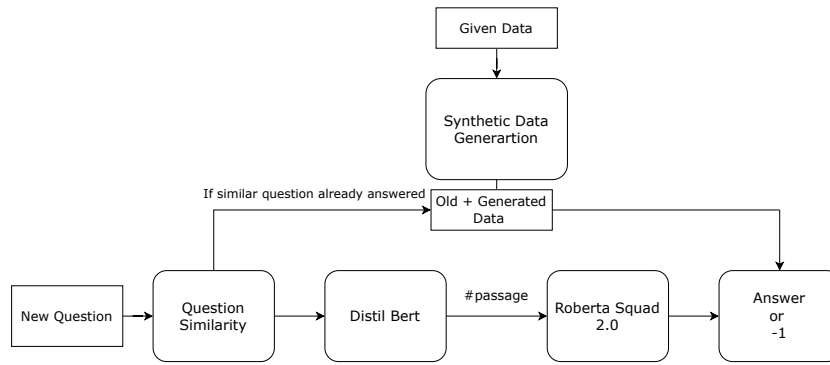 Given Data
Synthetic Data
Generartion
If similar question already answered
Old + Generated
Data
New Question
Question
Similarity
Distil Bert
#passage
Roberta Squad
2.0
Answer
or
-1